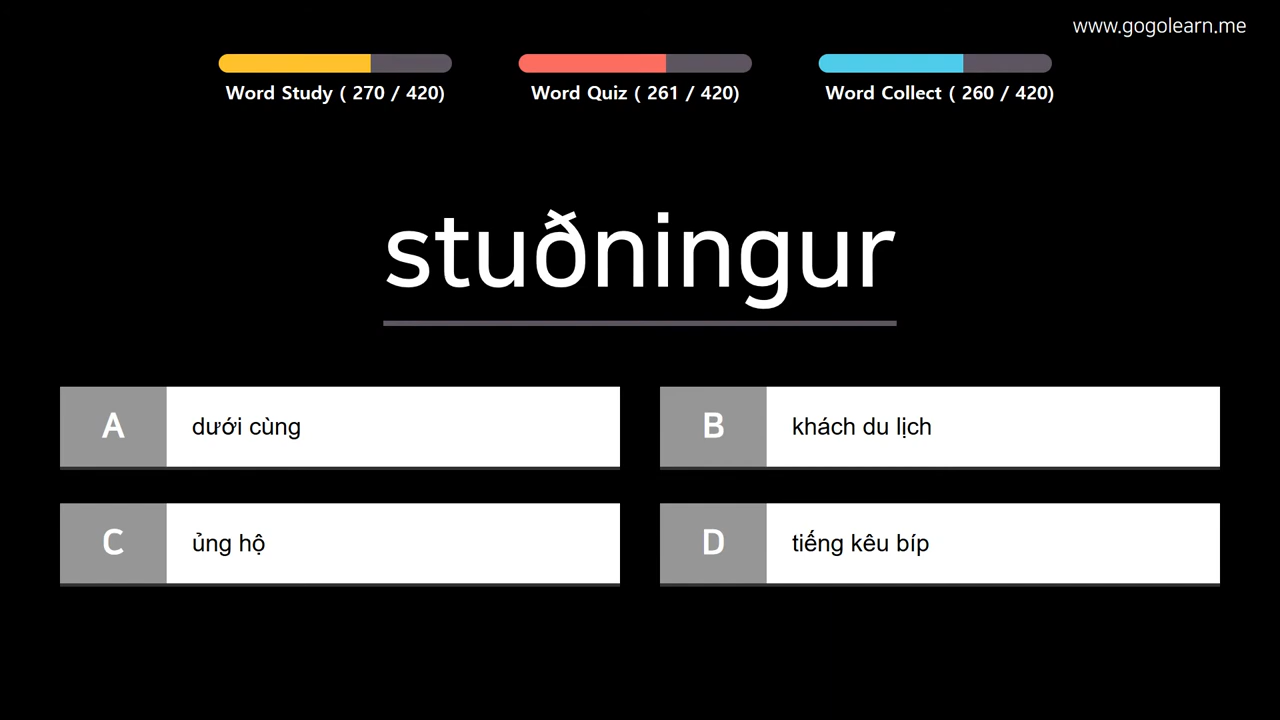 www.gogolearn.me
Word Study ( 270 / 420)
Word Quiz ( 261 / 420)
Word Collect ( 260 / 420)
stuðningur
A dưới cùng
B khách du lịch
C ủng hộ
D tiếng kêu bíp